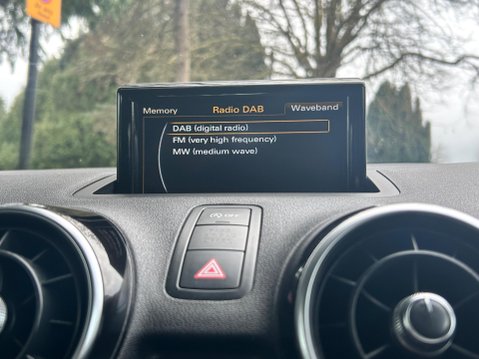 Memory Radio DAB Waveband
DAB (digital radio)
FM (very high frequency)
MW (medium wave)
OFF